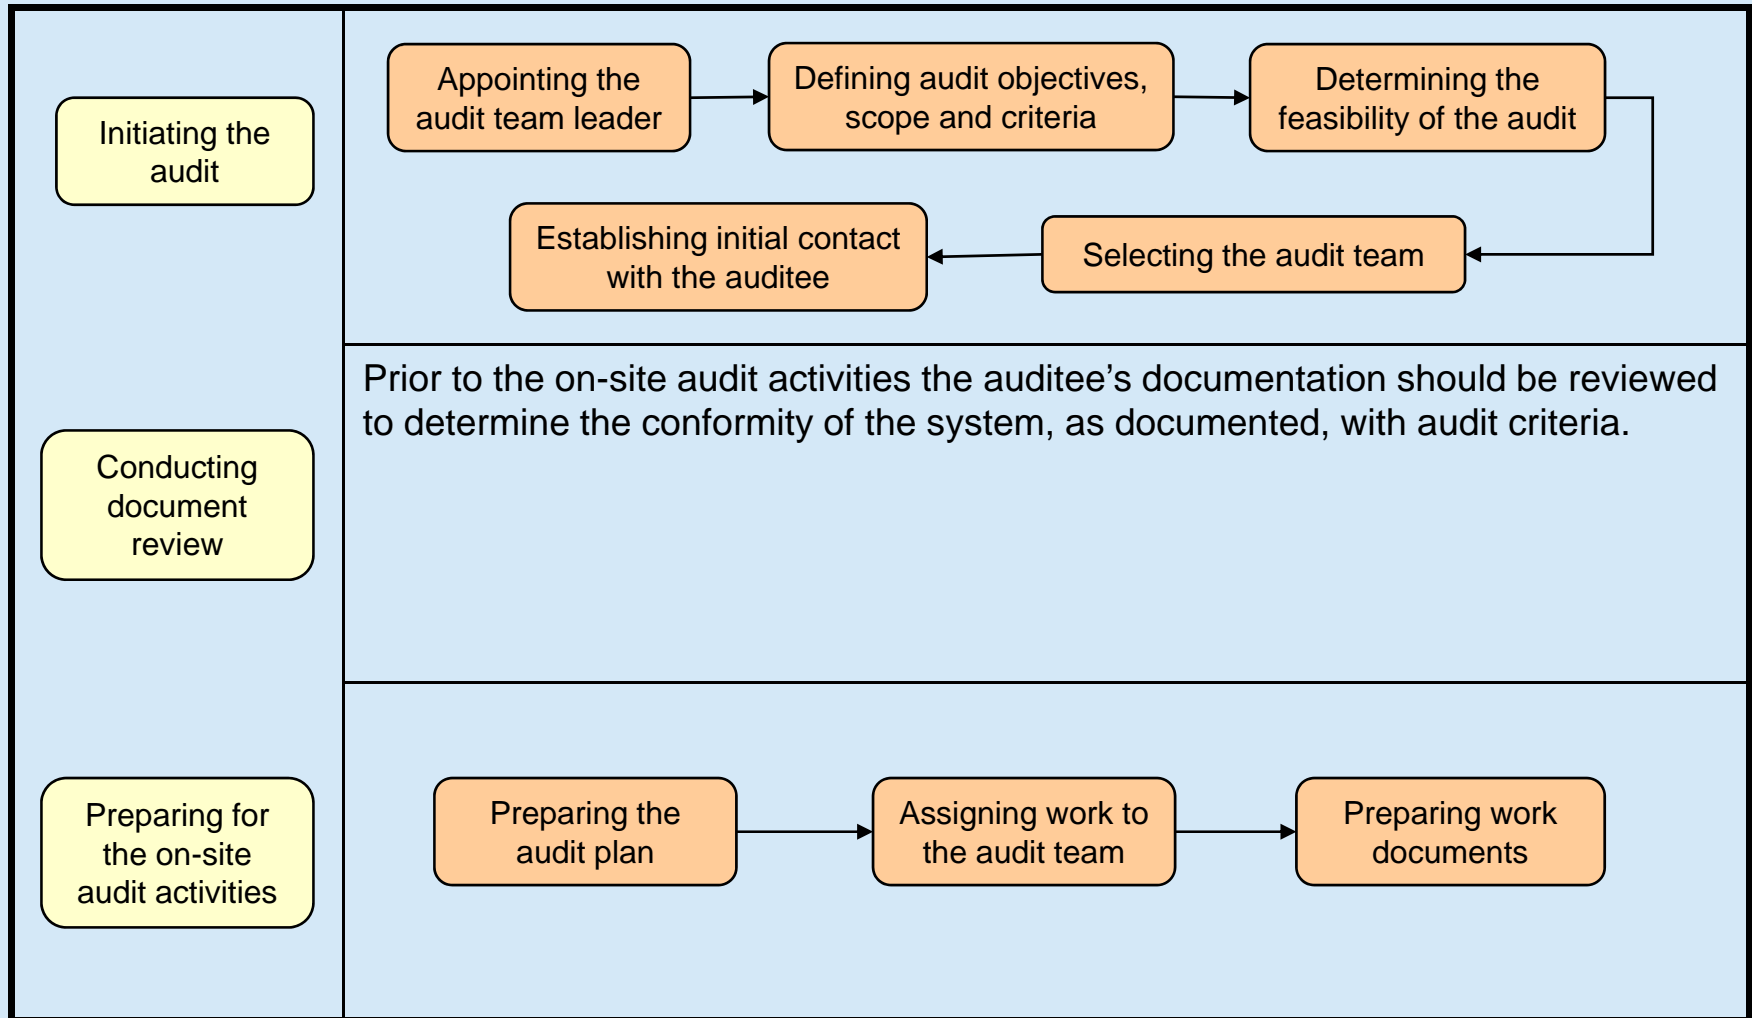 Initiating the
audit
Appointing the
audit team leader
Defining audit objectives,
scope and criteria
Determining the
feasibility of the audit
Selecting the audit team
Establishing initial contact
with the auditee
Conducting
document
review
Prior to the on-site audit activities the auditee’s documentation should be reviewed
to determine the conformity of the system, as documented, with audit criteria.
Preparing for
the on-site
audit activities
Preparing the
audit plan
Assigning work to
the audit team
Preparing work
documents